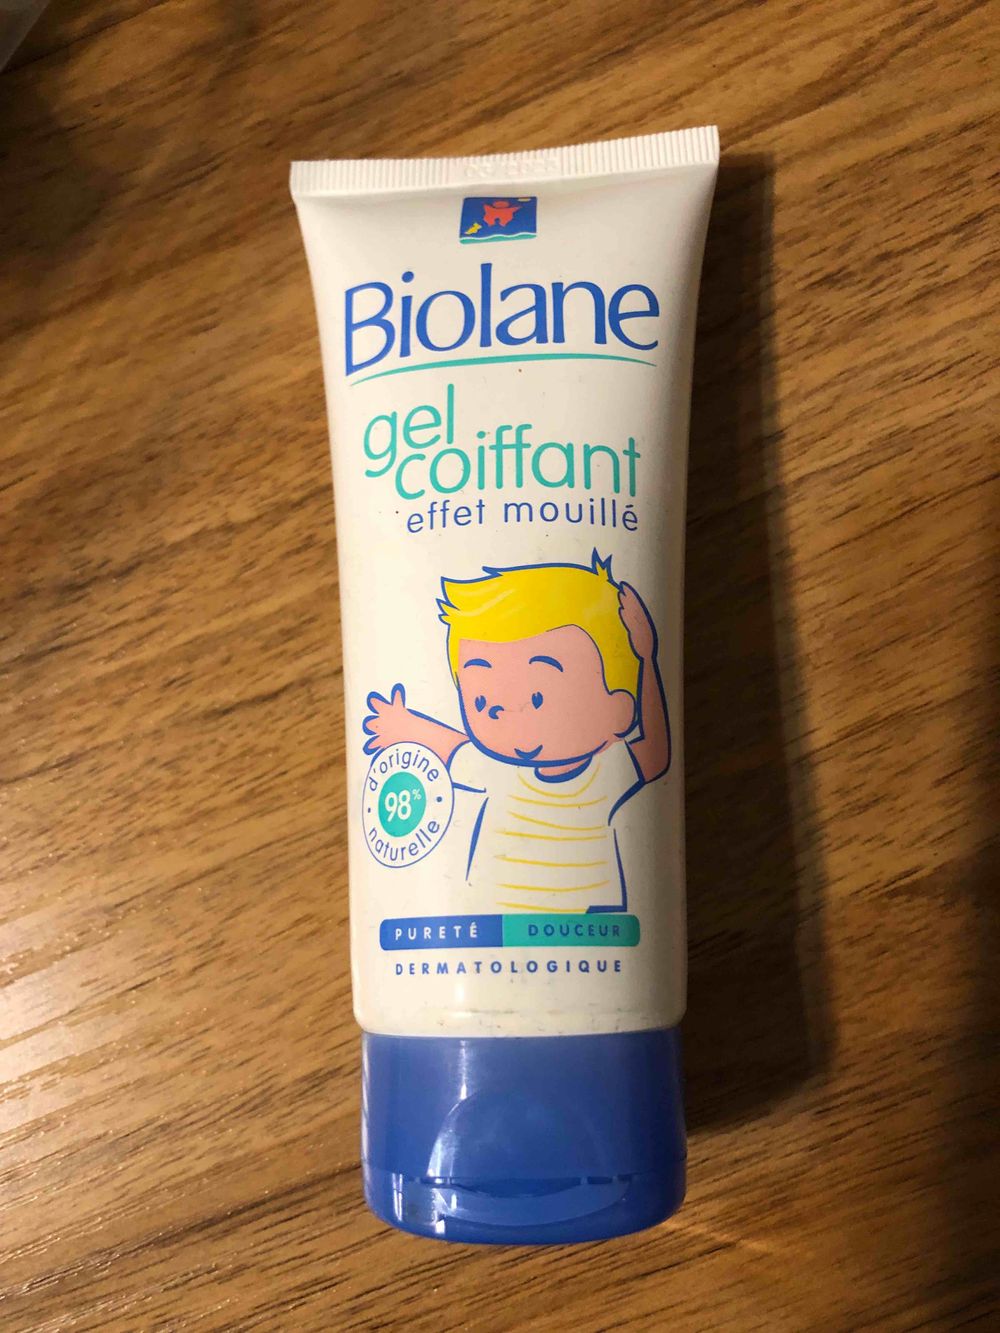 Biolane
gel
coiffant
effet mouillé
d'origine
98%
naturelle
PURETÉ DOUCEUR
DERMATOLOGIQUE